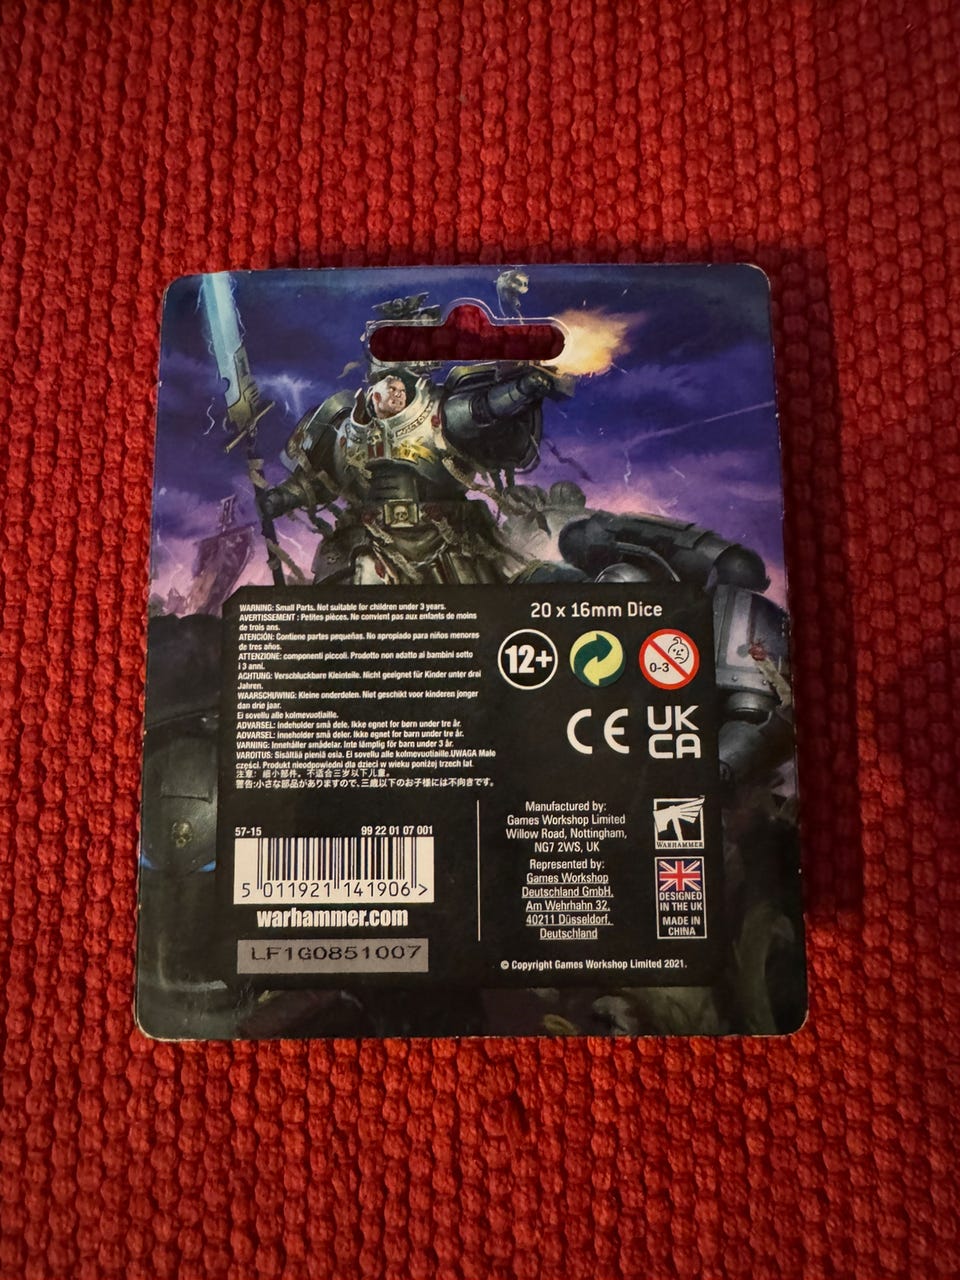 WARNING: Small Parts. Not suitable for children under 3 years.
AVERTISSEMENT : Petites pièces. Ne convient pas aux enfants de moins
de trois ans.
ATENCIÓN: Contiene partes pequeñas. No apropiado para niños menores
de tres años.
ATTENZIONE: componenti piccoli. Prodotto non adatto ai bambini sotto
i 3 anni.
ACHTUNG: Verschluckbare Kleinteile. Nicht geeignet für Kinder unter drei
Jahren.
WAARSCHUWING: Kleine onderdelen. Niet geschikt voor kinderen jonger
dan drie jaar.
Ei sovellu alle kolmevuotiaille.
ADVARSEL: Indeholder små dele. Ikke egnet for børn under tre år.
ADVARSEL: inneholder små deler. Ikke egnet for barn under tre år.
VARNING: Innehåller smådelar. Inte lämplig för barn under 3 år.
VAROITUS: Sisältää pieniä osia. Ei sovellu alle kolmevuotiaille.UWAGA Małe
części. Produkt nieodpowiedni dla dzieci w wieku poniżej trzech lat.
注意：細小部件。不適合三岁以下儿童。
警告:小さな部品がありますので、三歳以下のお子様には不向きです。
20 x 16mm Dice
12+
0-3
CE
UK
CA
57-15 99 22 01 07 001
5 011921 141906 >
warhammer.com
LF1G0851007
Manufactured by:
Games Workshop Limited
Willow Road, Nottingham,
NG7 2WS, UK
Represented by:
Games Workshop
Deutschland GmbH,
Am Wehrhahn 32,
40211 Düsseldorf,
Deutschland
WARHAMMER
DESIGNED
IN THE UK
MADE IN
CHINA
© Copyright Games Workshop Limited 2021.